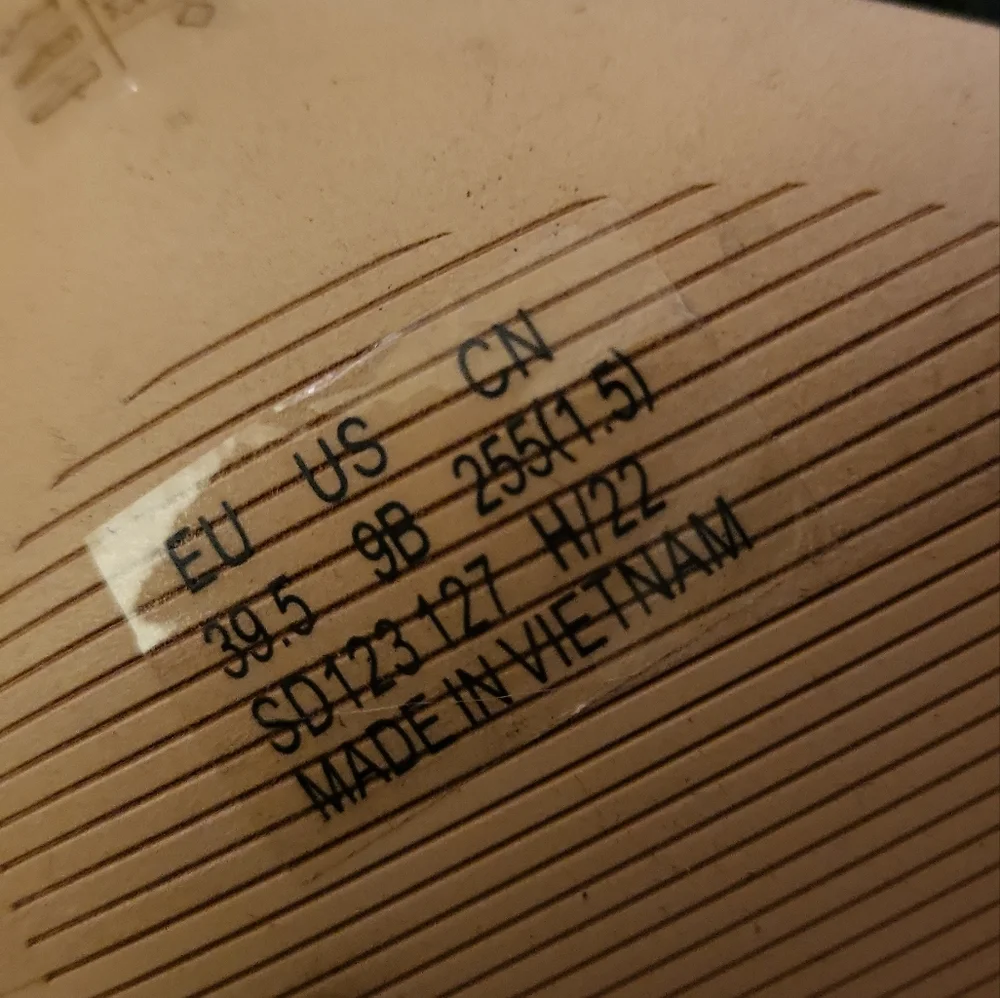 EU US CN
39.5 9B 255(1.5)
SD123 127 H/22
MADE IN VIETNAM